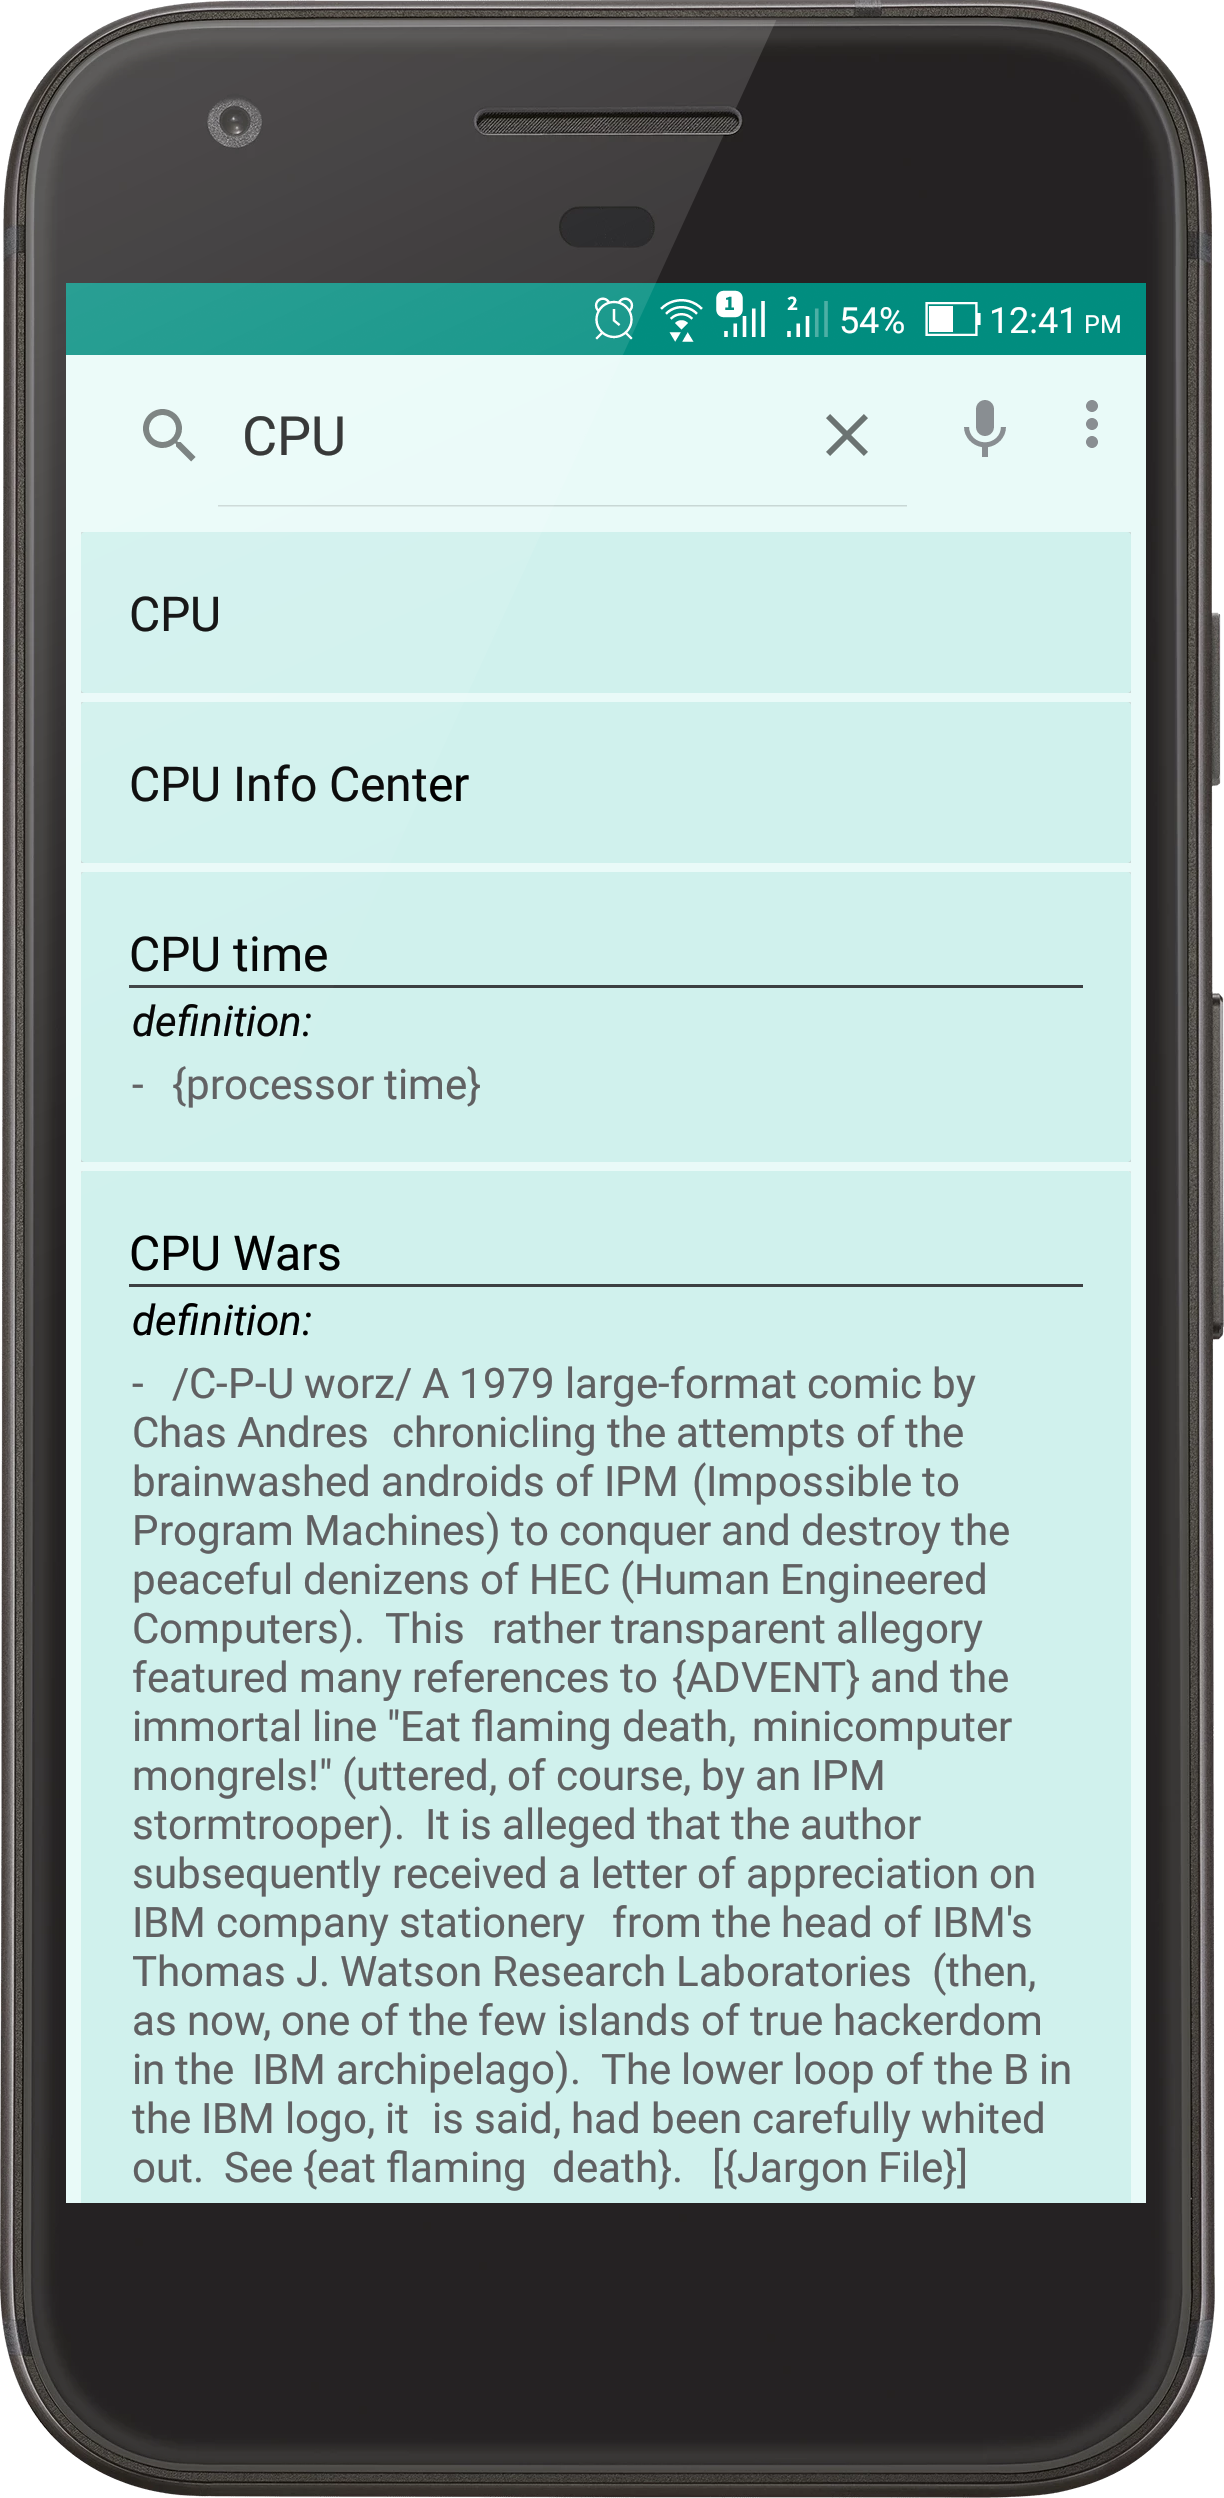 1 2 54% 12:41 PM
CPU
CPU
CPU Info Center
CPU time
definition:
- {processor time}
CPU Wars
definition:
- /C-P-U worz/ A 1979 large-format comic by
Chas Andres chronicling the attempts of the
brainwashed androids of IPM (Impossible to
Program Machines) to conquer and destroy the
peaceful denizens of HEC (Human Engineered
Computers). This rather transparent allegory
featured many references to {ADVENT} and the
immortal line "Eat flaming death, minicomputer
mongrels!" (uttered, of course, by an IPM
stormtrooper). It is alleged that the author
subsequently received a letter of appreciation on
IBM company stationery from the head of IBM's
Thomas J. Watson Research Laboratories (then,
as now, one of the few islands of true hackerdom
in the IBM archipelago). The lower loop of the B in
the IBM logo, it is said, had been carefully whited
out. See {eat flaming death}. [{Jargon File}]